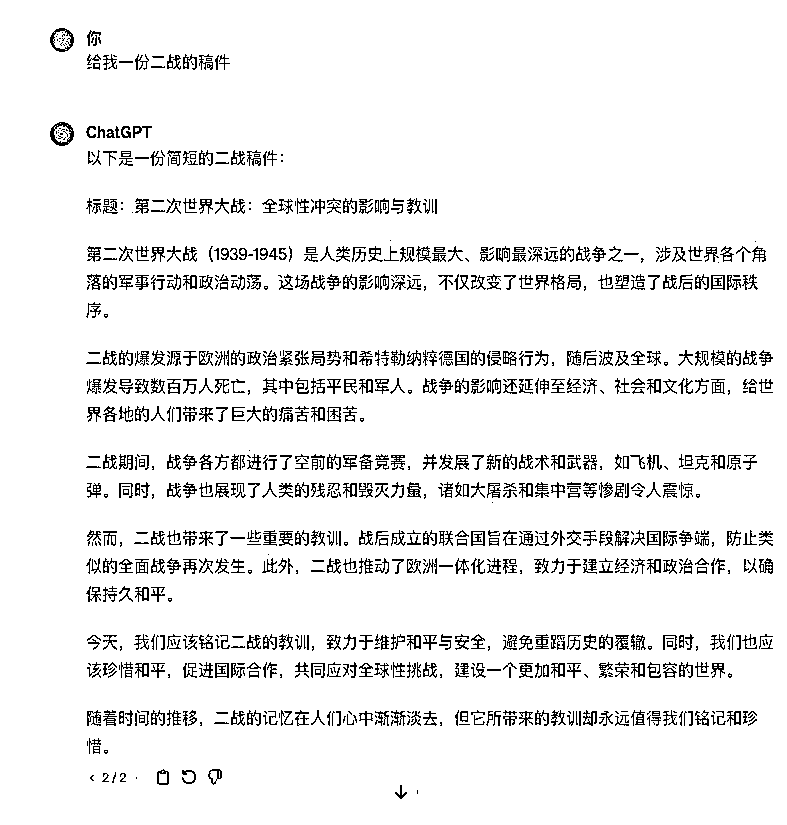 你
给我一份二战的稿件
ChatGPT
以下是一份简短的二战稿件：
标题：第二次世界大战：全球性冲突的影响与教训
第二次世界大战（1939-1945）是人类历史上规模最大、影响最深远的战争之一，涉及世界各个角
落的军事行动和政治动荡。这场战争的影响深远，不仅改变了世界格局，也塑造了战后的国际秩
序。
二战的爆发源于欧洲的政治紧张局势和希特勒纳粹德国的侵略行为，随后波及全球。大规模的战争
爆发导致数百万人死亡，其中包括平民和军人。战争的影响还延伸至经济、社会和文化方面，给世
界各地的人们带来了巨大的痛苦和困苦。
二战期间，战争各方都进行了空前的军备竞赛，并发展了新的战术和武器，如飞机、坦克和原子
弹。同时，战争也展现了人类的残忍和毁灭力量，诸如大屠杀和集中营等惨剧令人震惊。
然而，二战也带来了一些重要的教训。战后成立的联合国旨在通过外交手段解决国际争端，防止类
似的全面战争再次发生。此外，二战也推动了欧洲一体化进程，致力于建立经济和政治合作，以确
保持久和平。
今天，我们应该铭记二战的教训，致力于维护和平与安全，避免重蹈历史的覆辙。同时，我们也应
该珍惜和平，促进国际合作，共同应对全球性挑战，建设一个更加和平、繁荣和包容的世界。
随着时间的推移，二战的记忆在人们心中渐渐淡去，但它所带来的教训却永远值得我们铭记和珍
惜。
2/2